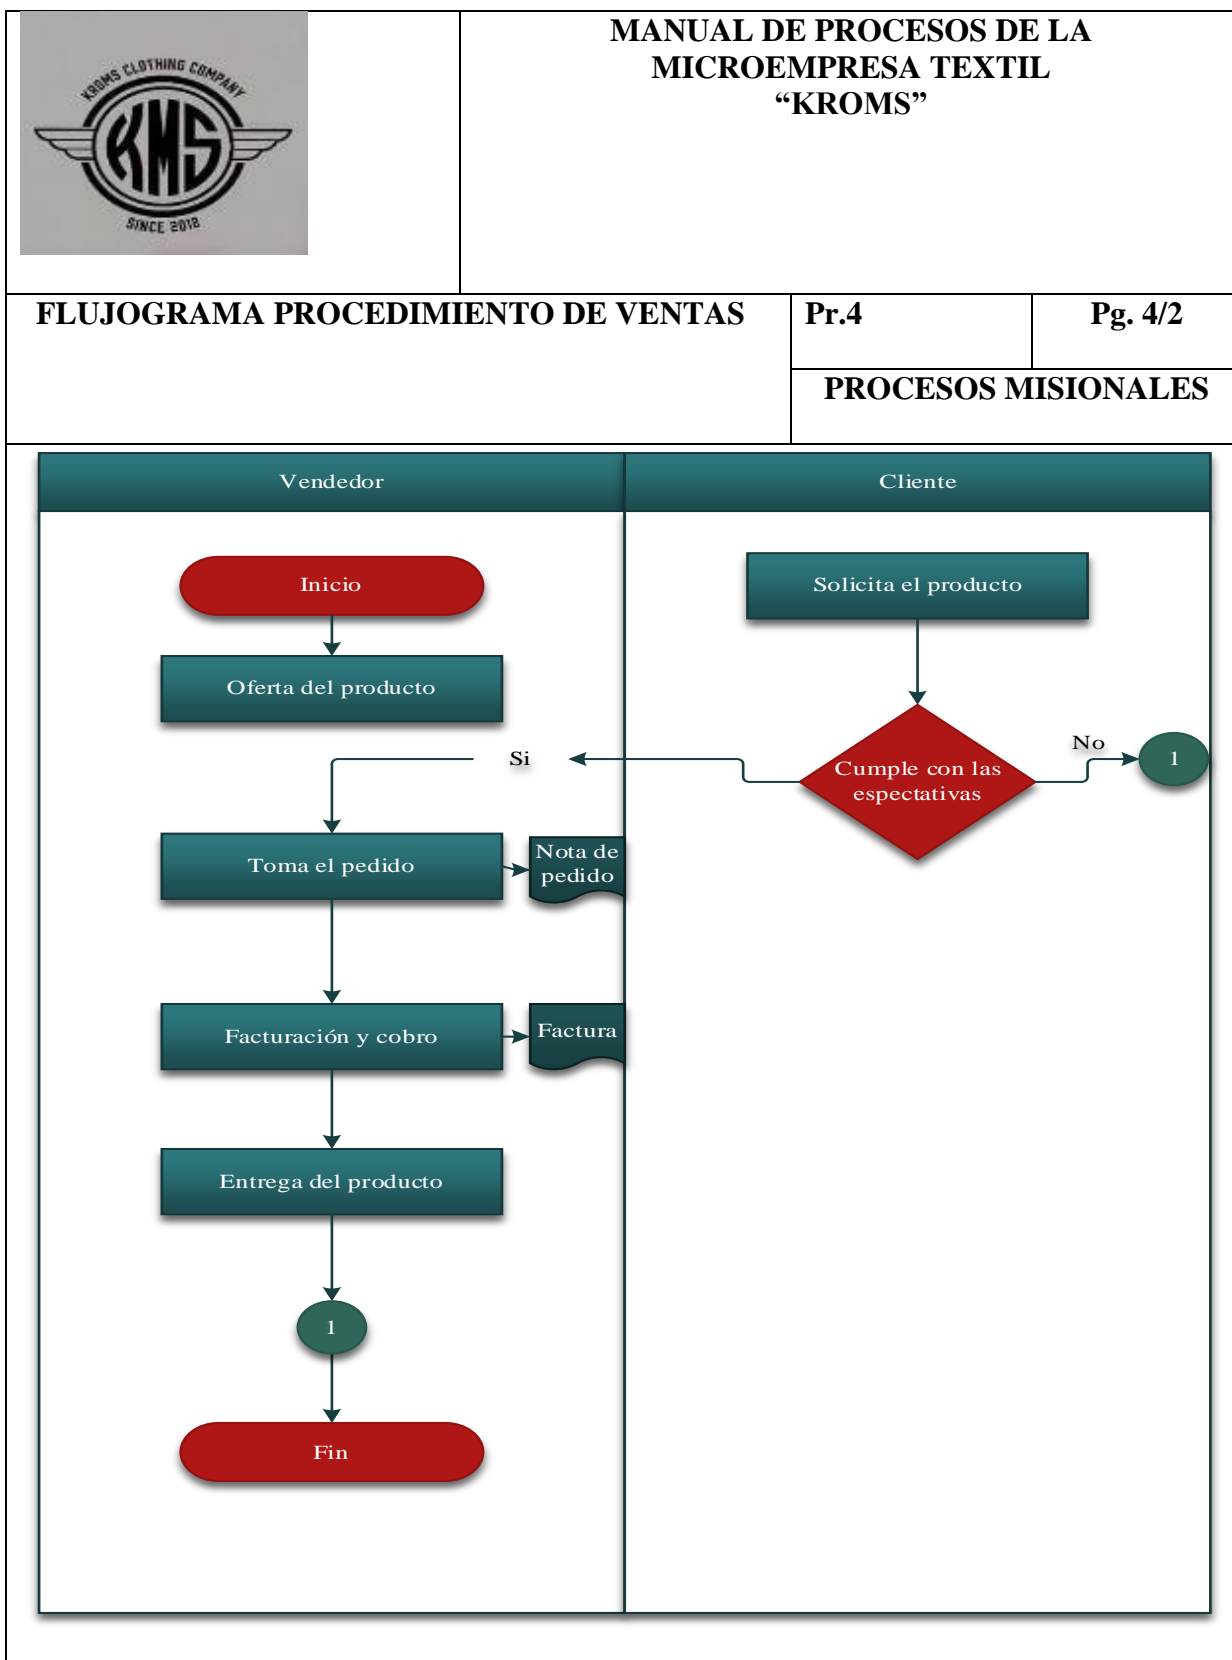 KROMS CLOTHING COMPANY
KMS
SINCE 2012
MANUAL DE PROCESOS DE LA
MICROEMPRESA TEXTIL
“KROMS”
FLUJOGRAMA PROCEDIMIENTO DE VENTAS
Pr.4
Pg. 4/2
PROCESOS MISIONALES
Vendedor
Cliente
Inicio
Solicita el producto
Oferta del producto
Si
Cumple con las
espectativas
No
1
Toma el pedido
Nota de
pedido
Facturación y cobro
Factura
Entrega del producto
1
Fin